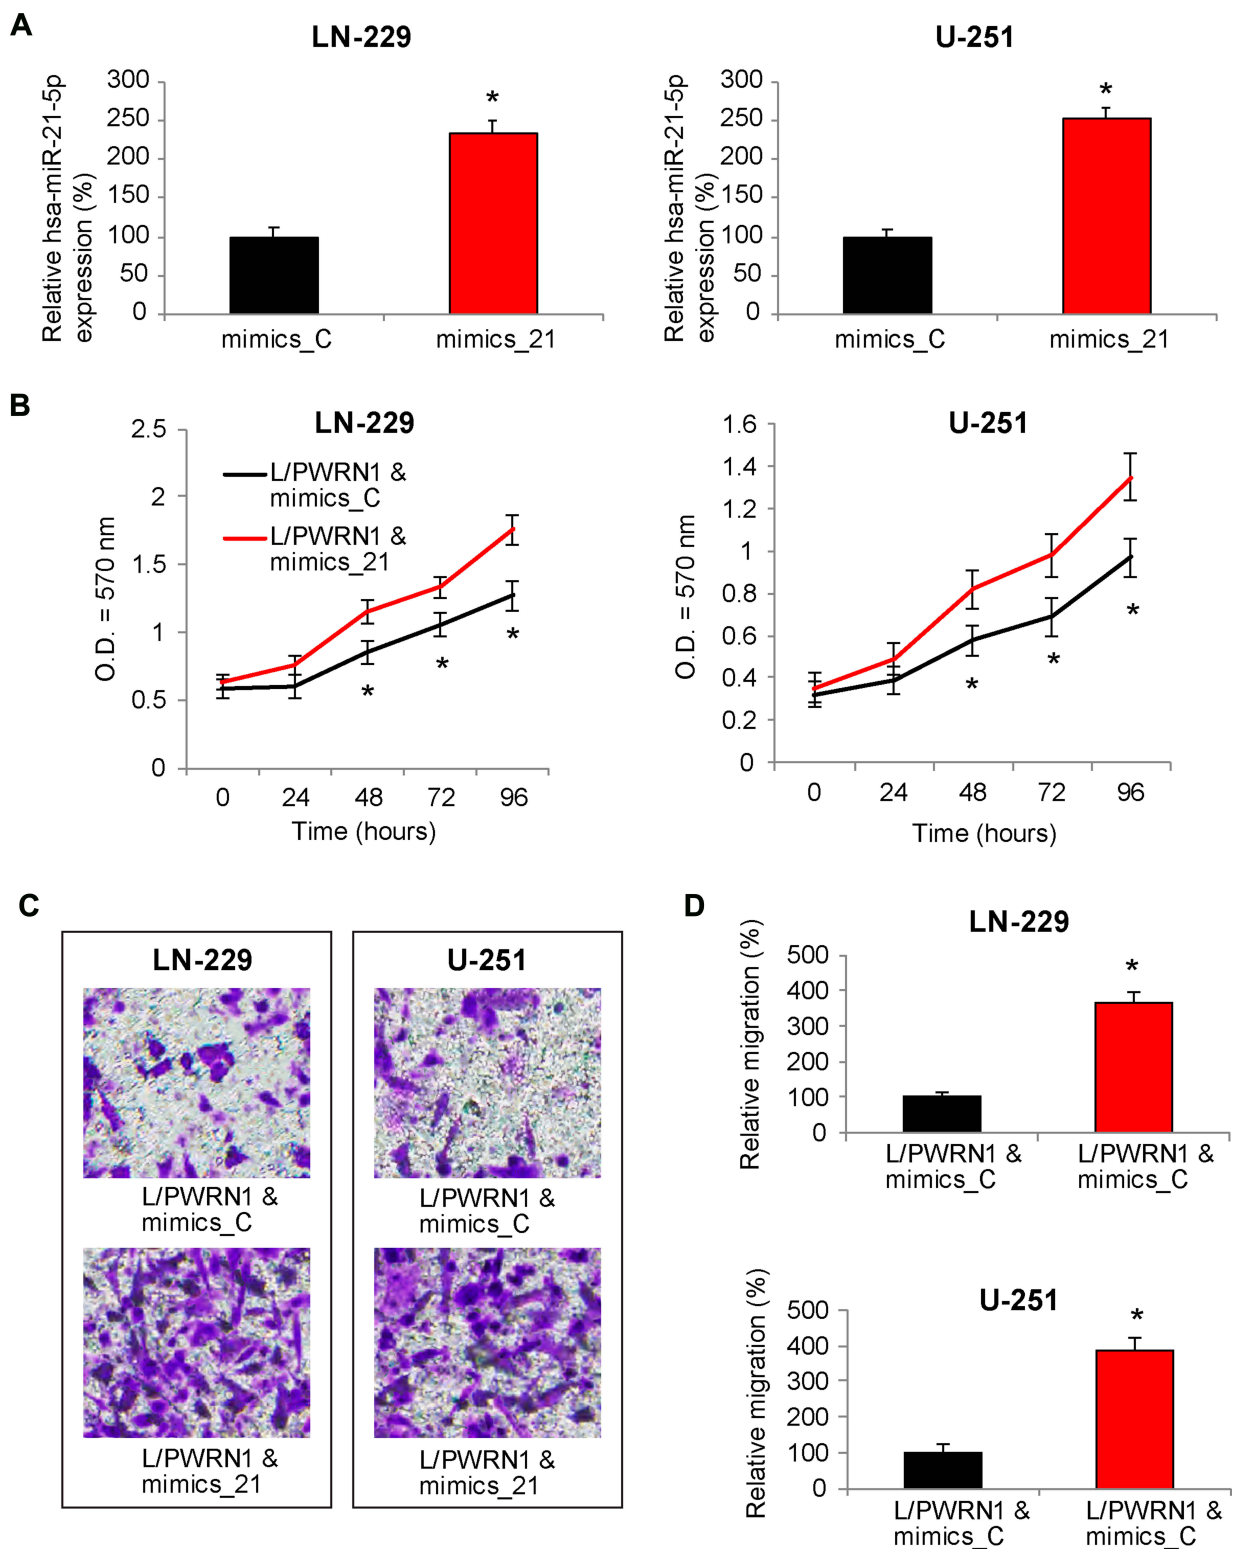 A
LN-229
U-251
Relative hsa-miR-21-5p
expression (%)
300
250
200
150
100
50
0
*
mimics_C
mimics_21
Relative hsa-miR-21-5p
expression (%)
300
250
200
150
100
50
0
*
mimics_C
mimics_21
B
LN-229
O.D. = 570 nm
2.5
2
1.5
1
0.5
0
L/PWRN1 &
mimics_C
L/PWRN1 &
mimics_21
*
*
*
0 24 48 72 96
Time (hours)
U-251
O.D. = 570 nm
1.6
1.4
1.2
1
0.8
0.6
0.4
0.2
0
*
*
*
0 24 48 72 96
Time (hours)
C
LN-229
L/PWRN1 &
mimics_C
L/PWRN1 &
mimics_21
U-251
L/PWRN1 &
mimics_C
L/PWRN1 &
mimics_21
D
LN-229
Relative migration (%)
500
400
300
200
100
0
*
L/PWRN1 &
mimics_C
L/PWRN1 &
mimics_C
U-251
Relative migration (%)
500
400
300
200
100
0
*
L/PWRN1 &
mimics_C
L/PWRN1 &
mimics_C